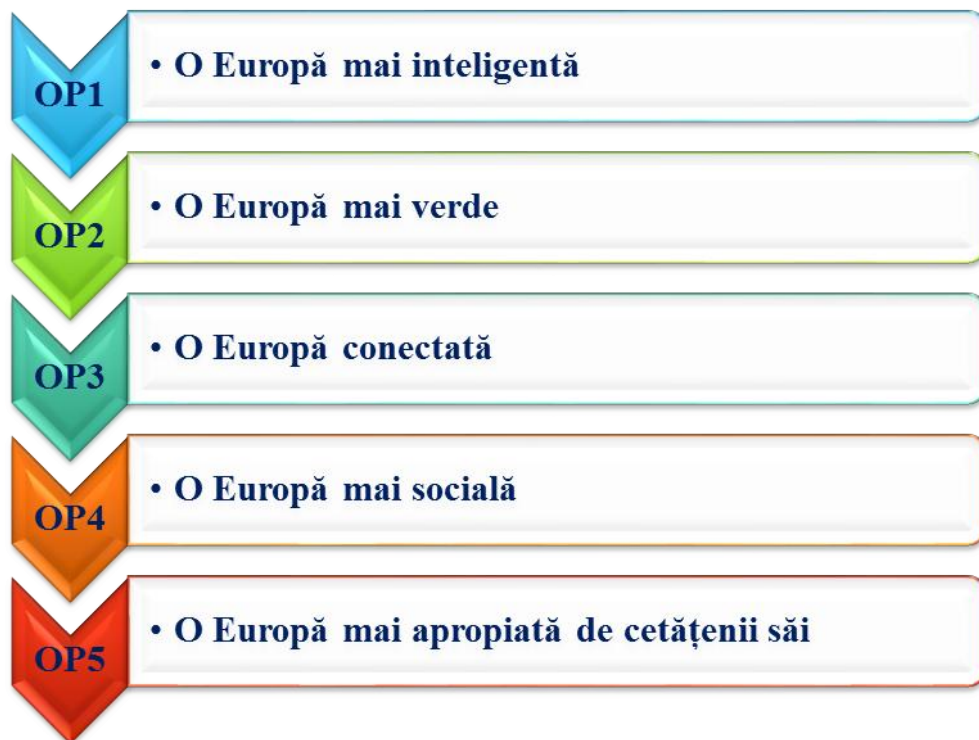 OP1
• O Europă mai inteligentă
OP2
• O Europă mai verde
OP3
• O Europă conectată
OP4
• O Europă mai socială
OP5
• O Europă mai apropiată de cetățenii săi